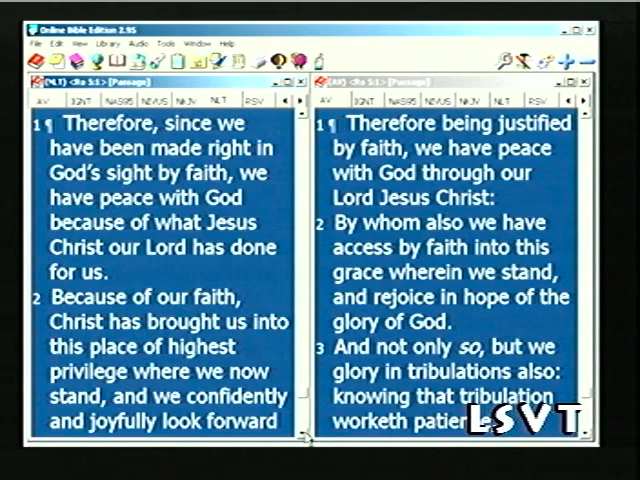 Online Bible Edition 2.95
File Edit View Library Audio Tools Window Help
(NLT) <Ro 5:1> [Passage]
AV IGNT NAS95 NIVUS NKJV NLT RSV
1 ¶ Therefore, since we
have been made right in
God's sight by faith, we
have peace with God
because of what Jesus
Christ our Lord has done
for us.
2 Because of our faith,
Christ has brought us into
this place of highest
privilege where we now
stand, and we confidently
and joyfully look forward
(AV) <Ro 5:1> [Passage]
AV IGNT NAS95 NIVUS NKJV NLT RSV
1 ¶ Therefore being justified
by faith, we have peace
with God through our
Lord Jesus Christ:
2 By whom also we have
access by faith into this
grace wherein we stand,
and rejoice in hope of the
glory of God.
3 And not only so, but we
glory in tribulations also:
knowing that tribulation
worketh
LSVT